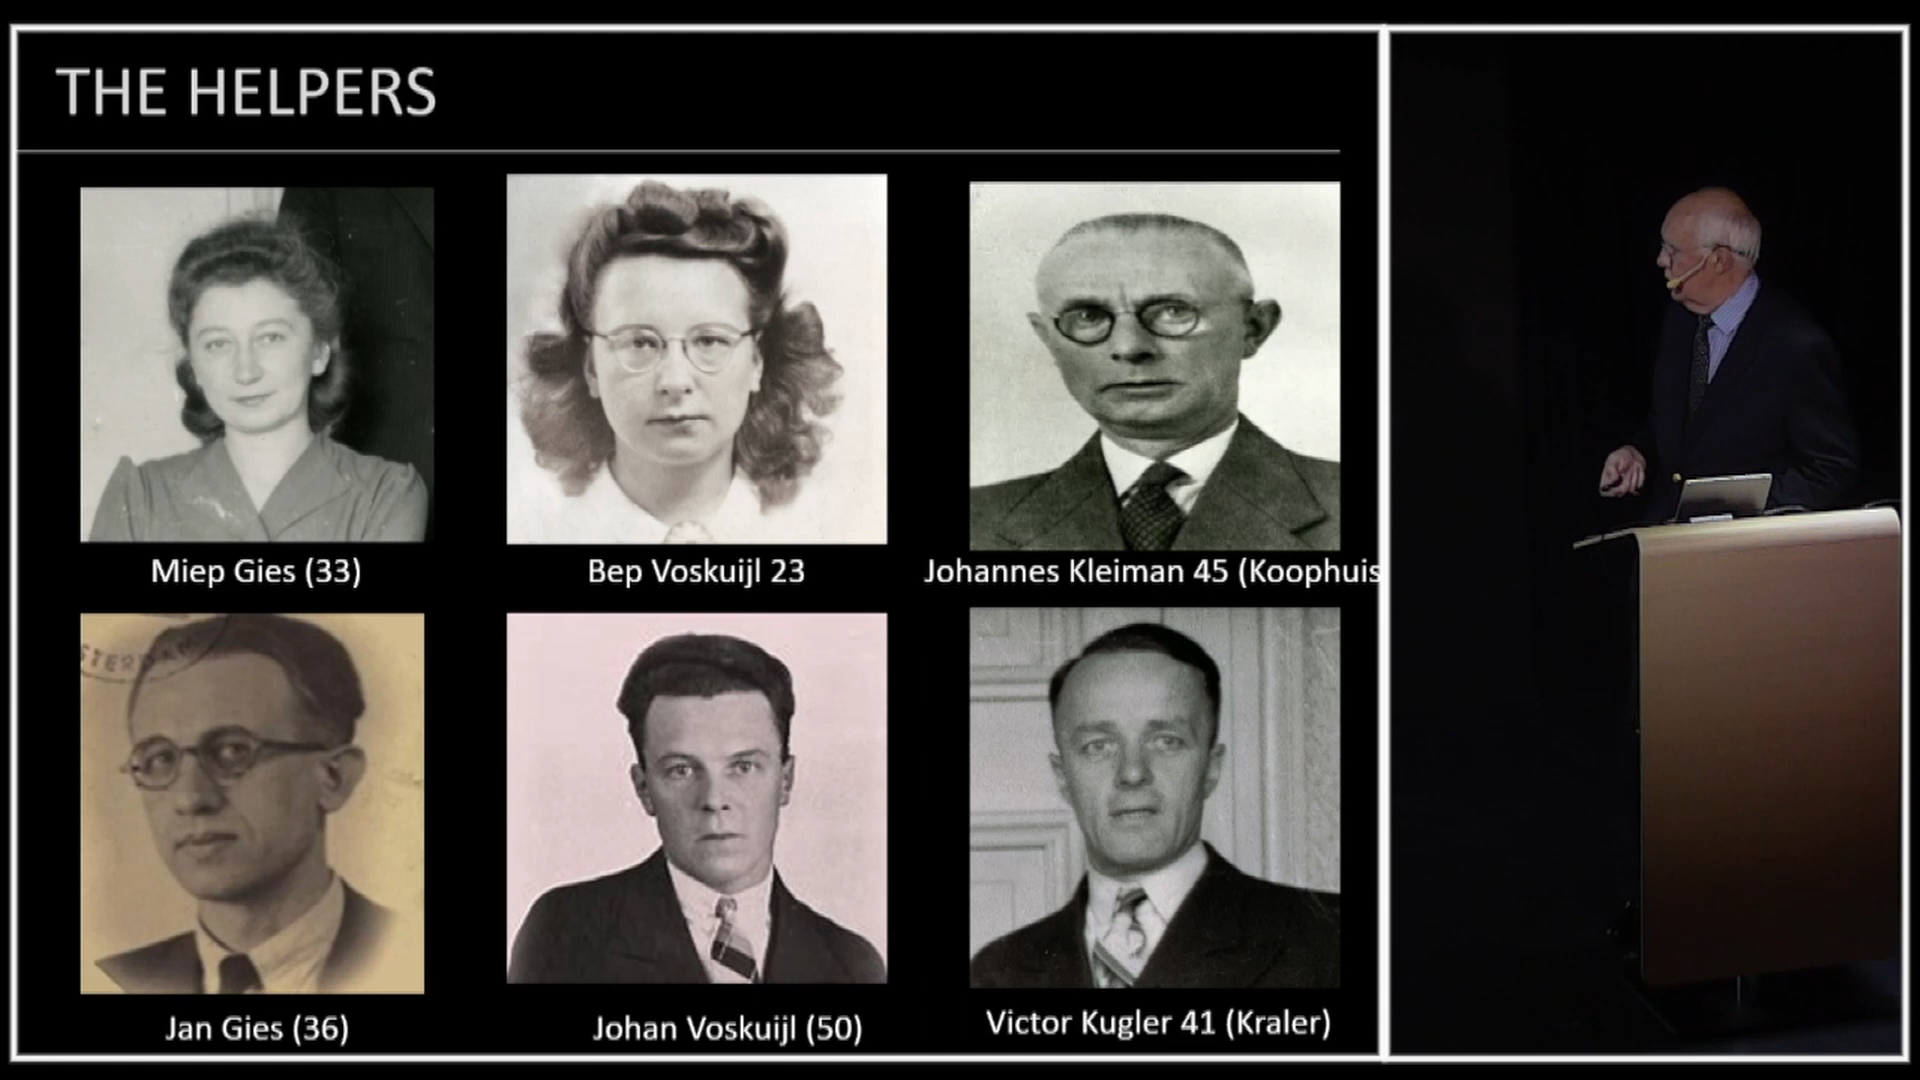 THE HELPERS
Miep Gies (33)
Bep Voskuijl 23
Johannes Kleiman 45 (Koophuis
STERDAM
Jan Gies (36)
Johan Voskuijl (50)
Victor Kugler 41 (Kraler)